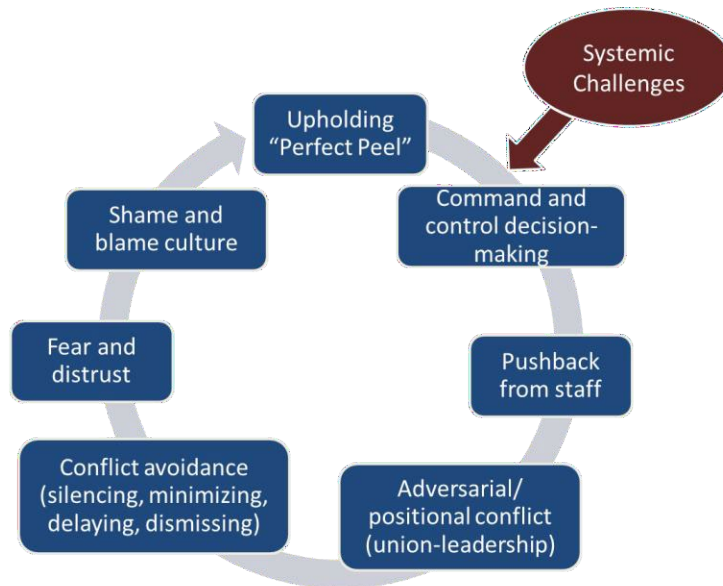 Systemic
Challenges
Upholding
“Perfect Peel”
Command and
control decision-
making
Pushback
from staff
Adversarial/
positional conflict
(union-leadership)
Conflict avoidance
(silencing, minimizing,
delaying, dismissing)
Fear and
distrust
Shame and
blame culture